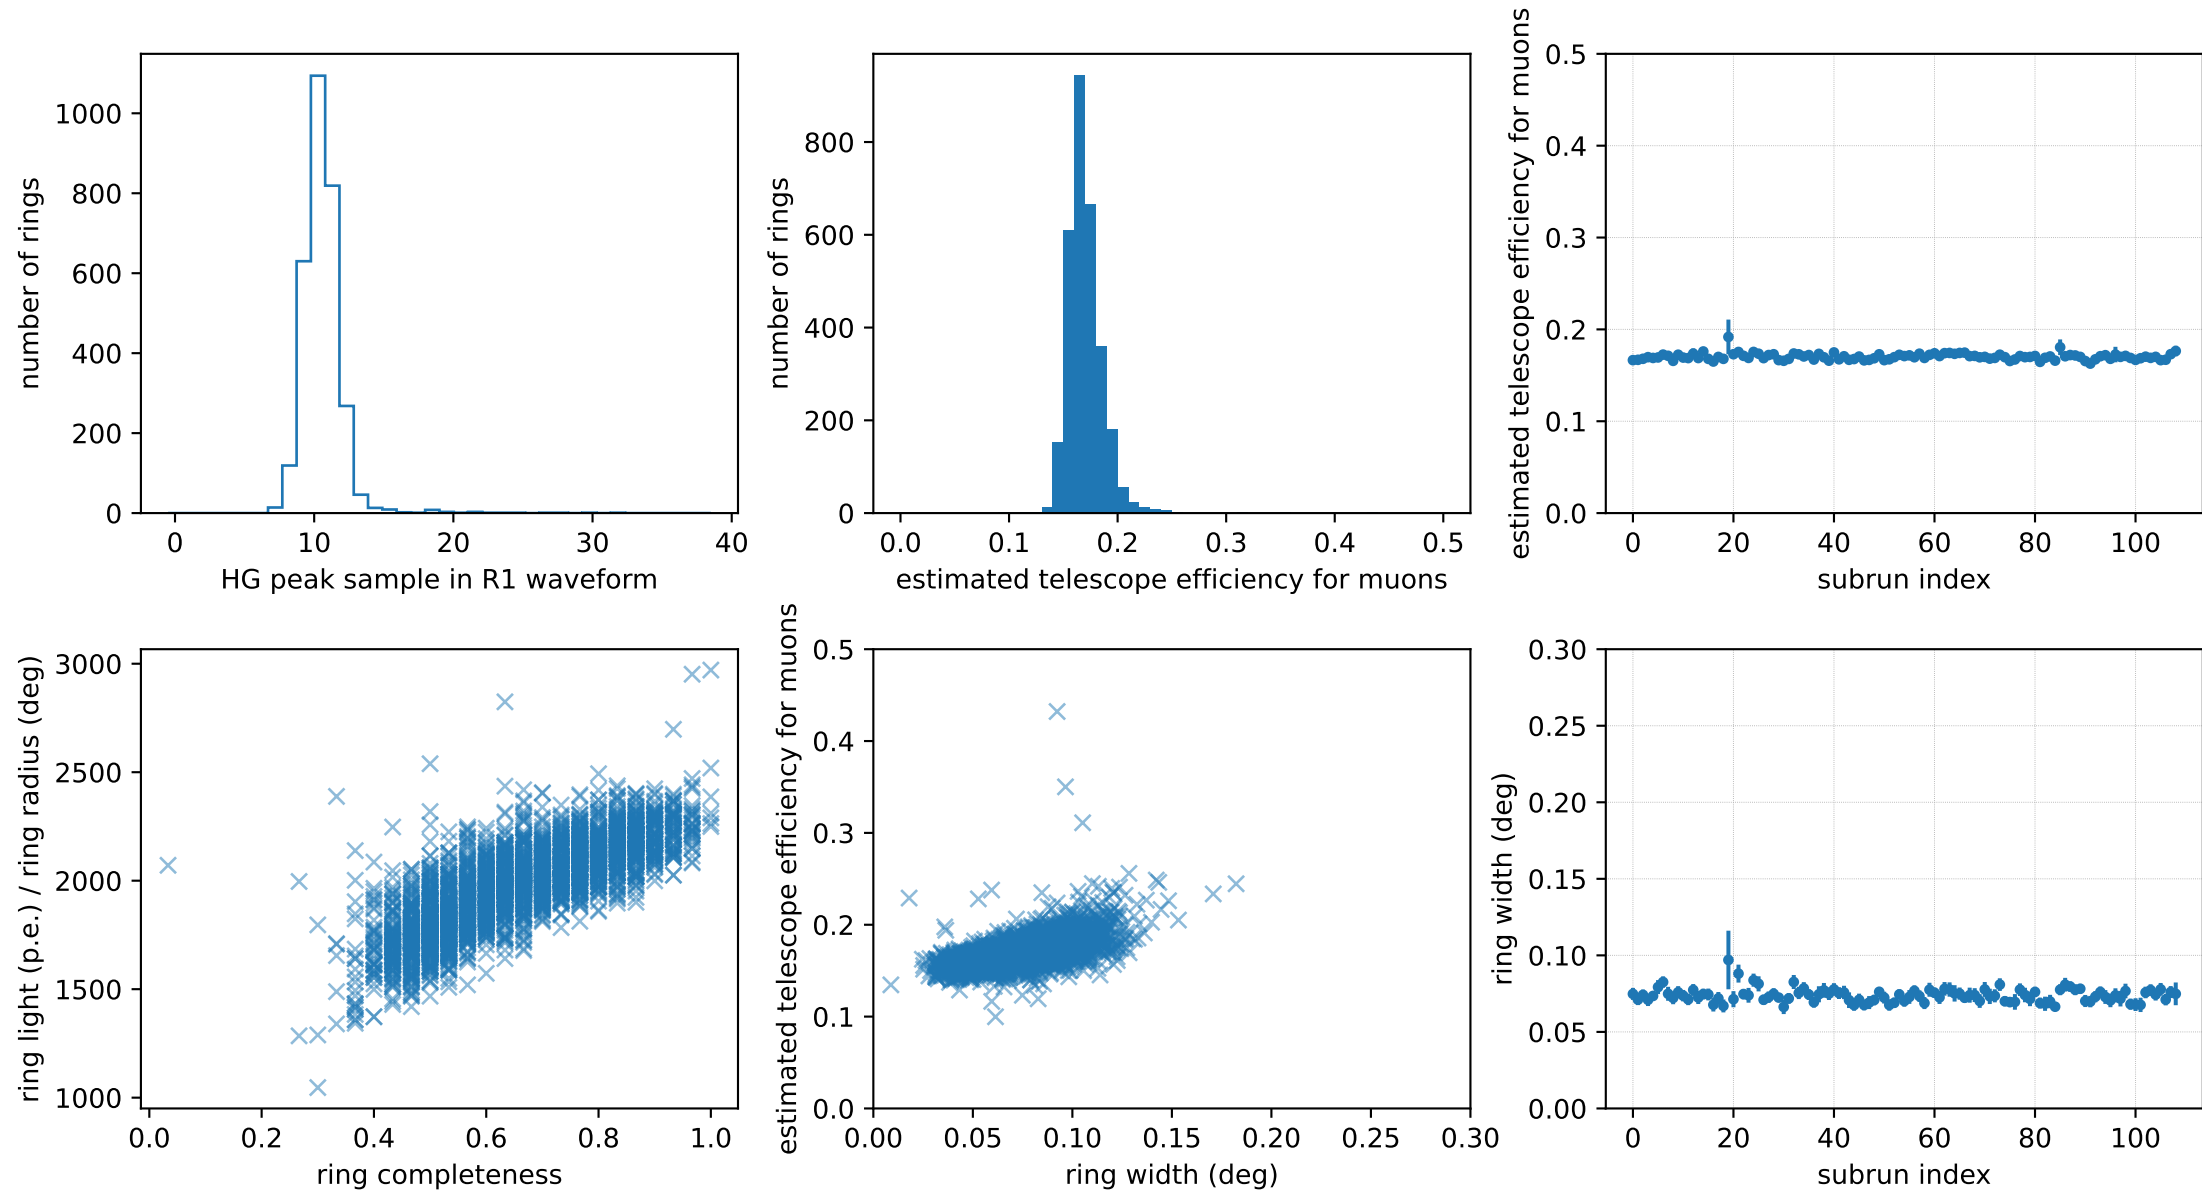 number of rings
1000
800
600
400
200
0
0 10 20 30 40
HG peak sample in R1 waveform
number of rings
800
600
400
200
0
0.0 0.1 0.2 0.3 0.4 0.5
estimated telescope efficiency for muons
estimated telescope efficiency for muons
0.5
0.4
0.3
0.2
0.1
0.0
0 20 40 60 80 100
subrun index
ring light (p.e.) / ring radius (deg)
3000
2500
2000
1500
1000
0.0 0.2 0.4 0.6 0.8 1.0
ring completeness
estimated telescope efficiency for muons
0.5
0.4
0.3
0.2
0.1
0.0
0.00 0.05 0.10 0.15 0.20 0.25 0.30
ring width (deg)
ring width (deg)
0.30
0.25
0.20
0.15
0.10
0.05
0.00
0 20 40 60 80 100
subrun index